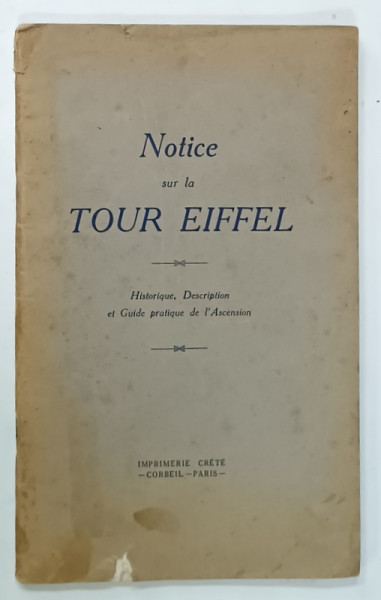 Notice
sur la
TOUR EIFFEL
Historique, Description
et Guide pratique de l'Ascension
IMPRIMERIE CRÉTÉ
—CORBEIL—PARIS—